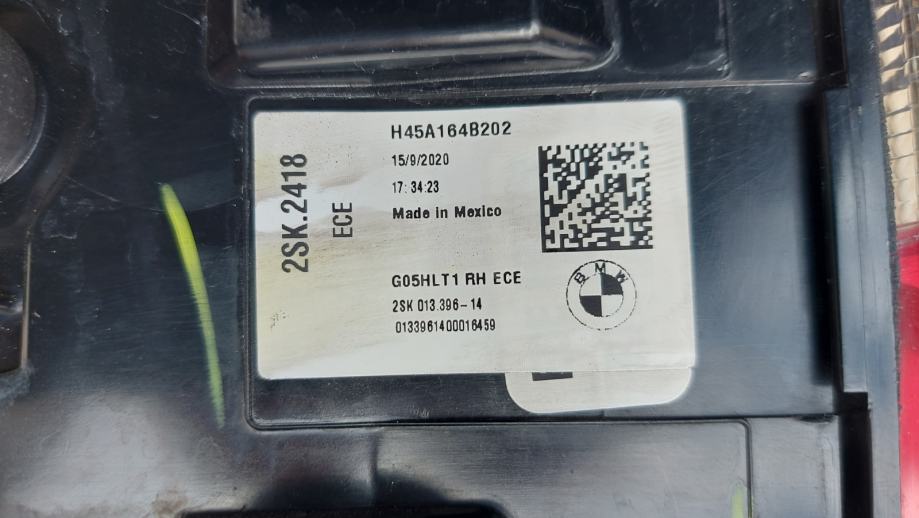 2SK.2418
ECE
H45A164B202
15/9/2020
17:34:23
Made in Mexico
G05HLT1 RH ECE
2SK 013.396-14
0133961400016459
BMW